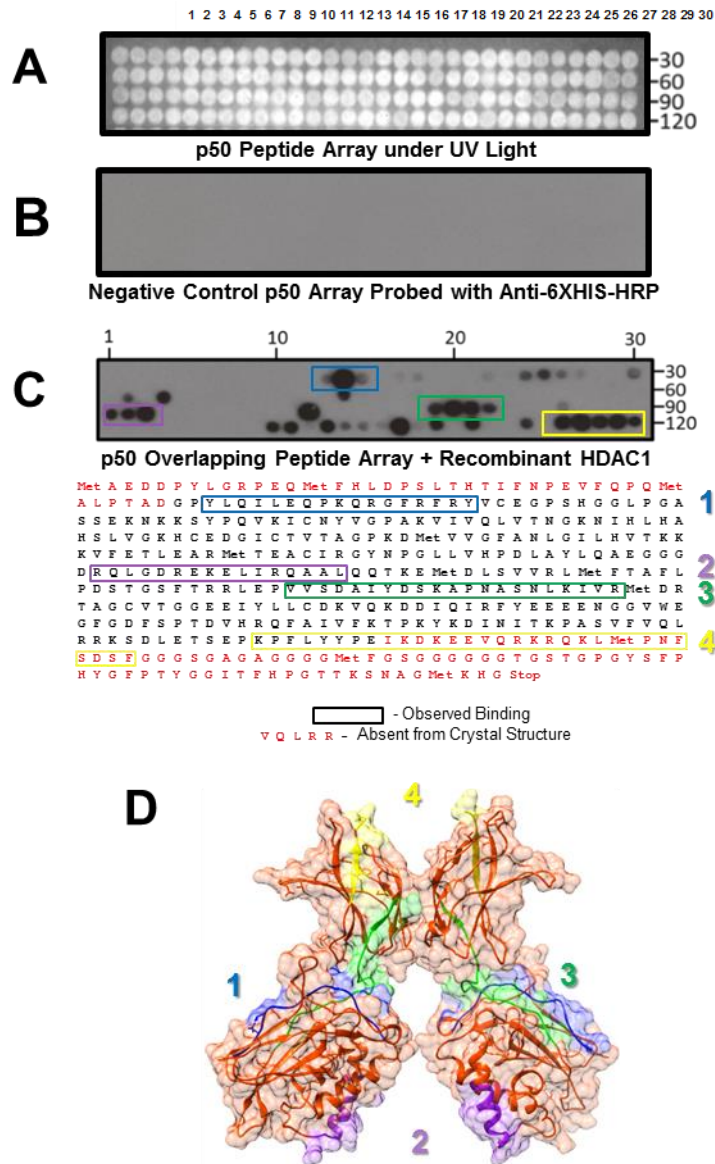 1 2 3 4 5 6 7 8 9 10 11 12 13 14 15 16 17 18 19 20 21 22 23 24 25 26 27 28 29 30
A
30
60
90
120
p50 Peptide Array under UV Light
B
Negative Control p50 Array Probed with Anti-6XHIS-HRP
1 10 20 30
C
30
60
90
120
p50 Overlapping Peptide Array + Recombinant HDAC1
Met A E D D P Y L G R P E Q Met F H L D P S L T H T I F N P E V F Q P Q Met
A L P T A D G P Y L Q I L E Q P K Q R G F R F R Y V C E G P S H G G L P G A 1
S S E K N K K S Y P Q V K I C N Y V G P A K V I V Q L V T N G K N I H L H A
H S L V G K H C E D G I C T V T A G P K D Met V V G F A N L G I L H V T K K
K V F E T L E A R Met T E A C I R G Y N P G L L V H P D L A Y L Q A E G G G
D R Q L G D R E K E L I R Q A A L Q Q T K E Met D L S V V R L Met F T A F L 2
P D S T G S F T R R L E P V V S D A I Y D S K A P N A S N L K I V R Met D R 3
T A G C V T G G E E I Y L L C D K V Q K D D I Q I R F Y E E E E N G G V W E
G F G D F S P T D V H R Q F A I V F K T P K Y K D I N I T K P A S V F V Q L
R R K S D L E T S E P K P F L Y Y P E I K D K E E V Q R K R Q K L Met P N F 4
S D S F G G G S G A G A G G G G Met F G S G G G G G G T G S T G P G Y S F P
H Y G F P T Y G G I T F H P G T T K S N A G Met K H G Stop
- Observed Binding
V Q L R R - Absent from Crystal Structure
D
4
1
3
2